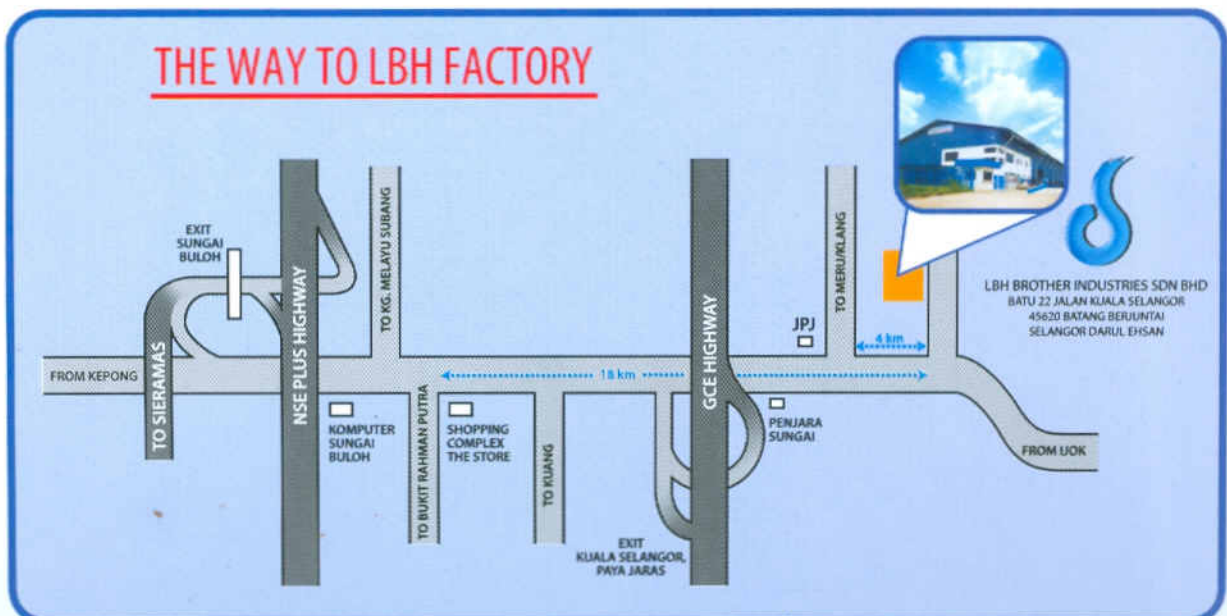 THE WAY TO LBH FACTORY
EXIT
SUNGAI
BULOH
NSE PLUS HIGHWAY
TO KG. MELAYU SUBANG
GCE HIGHWAY
TO MERU/KLANG
JPJ
4 km
LBH BROTHER INDUSTRIES SDN BHD
BATU 22 JALAN KUALA SELANGOR
45620 BATANG BERJUNTAI
SELANGOR DARUL EHSAN
FROM KEPONG
TO SIERAMAS
18 km
KOMPUTER
SUNGAI
BULOH
TO BUKIT RAHMAN PUTRA
SHOPPING
COMPLEX
THE STORE
TO KUANG
PENJARA
SUNGAI
FROM IJOK
EXIT
KUALA SELANGOR,
PAYA JARAS